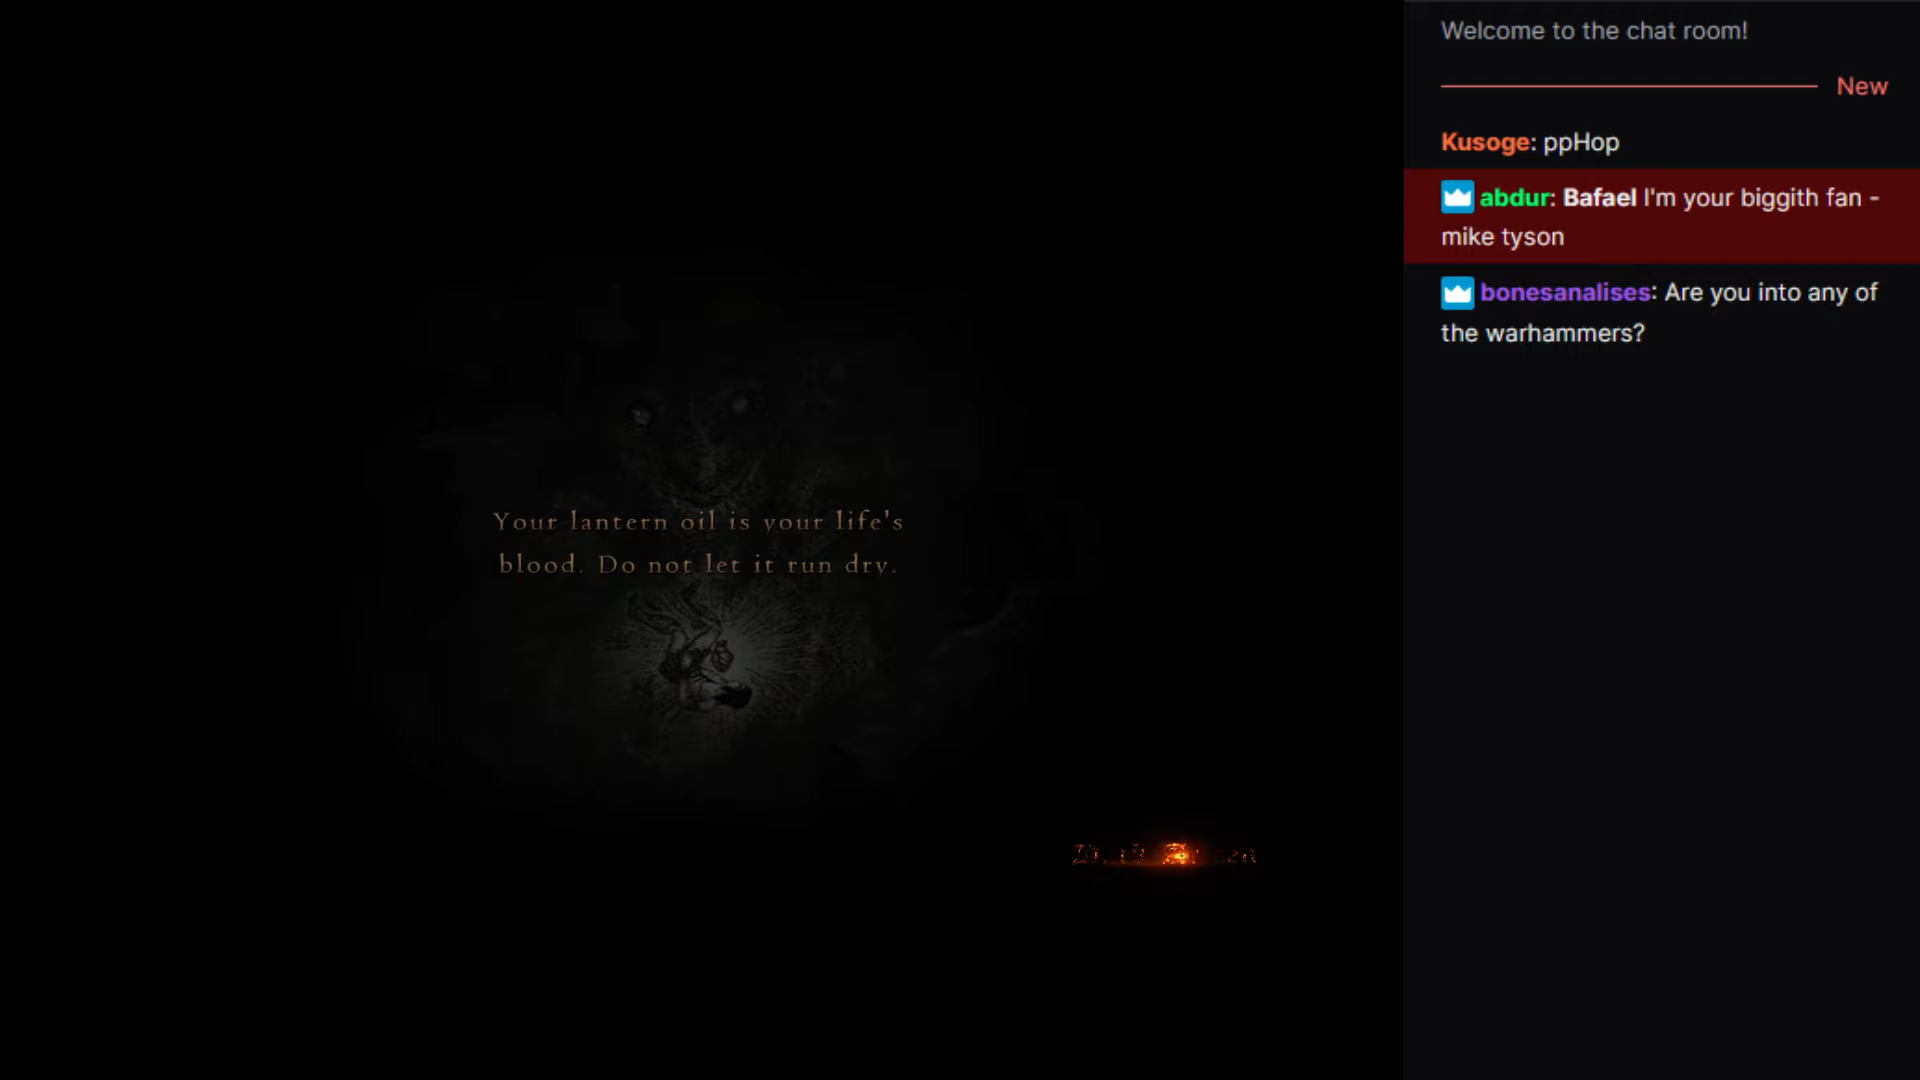 Welcome to the chat room!
New
Kusoge: ppHop
abdur: Bafael I'm your biggith fan -
mike tyson
bonesanalises: Are you into any of
the warhammers?
Your lantern oil is your life's
blood. Do not let it run dry.